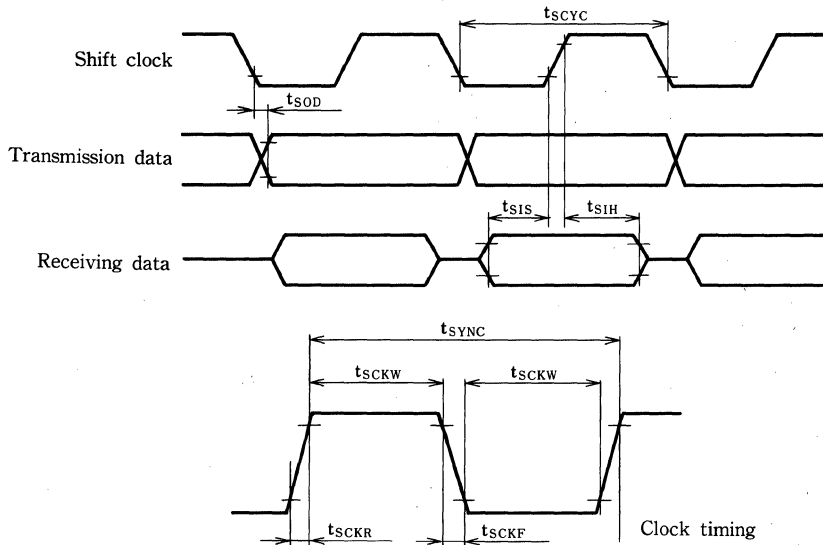 tSCYC
Shift clock
tSOD
Transmission data
tSIS
tSIH
Receiving data
tSYNC
tSCKW
tSCKW
tSCKR
tSCKF
Clock timing